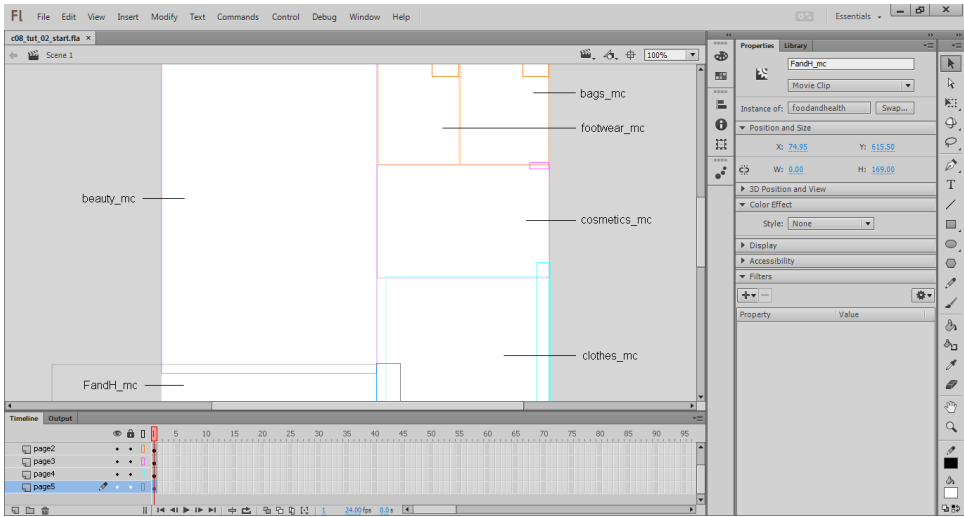 Fl File Edit View Insert Modify Text Commands Control Debug Window Help Essentials
c08_tut_02_start.fla ×
Scene 1 100%
bags_mc
footwear_mc
beauty_mc
cosmetics_mc
clothes_mc
FandH_mc
Properties Library
FandH_mc
Movie Clip
Instance of: foodandhealth Swap...
Position and Size
X: 74.95 Y: 615.50
W: 0.00 H: 169.00
3D Position and View
Color Effect
Style: None
Display
Accessibility
Filters
Property Value
Timeline Output
1 5 10 15 20 25 30 35 40 45 50 55 60 65 70 75 80 85 90 95
page2
page3
page4
page5
1 24.00 fps 0.0 s